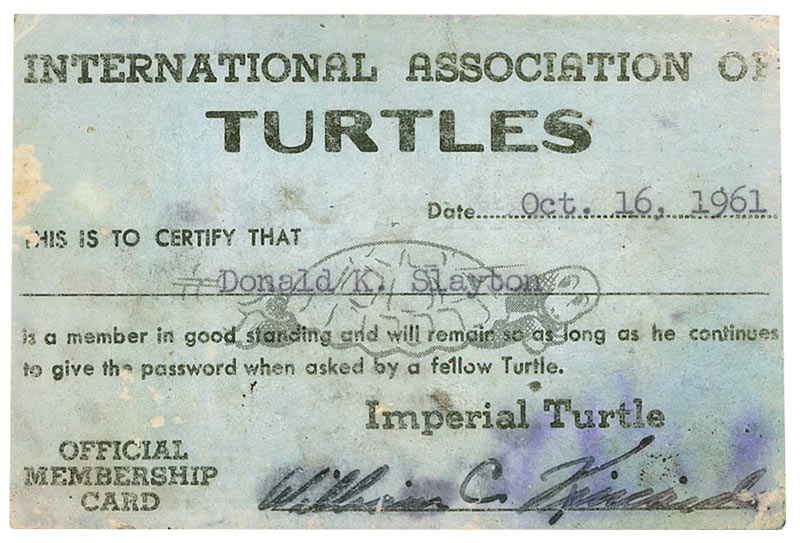 INTERNATIONAL ASSOCIATION OF
TURTLES
Date Oct. 16, 1961
THIS IS TO CERTIFY THAT
Donald K. Slayton
is a member in good standing and will remain so as long as he continues
to give the password when asked by a fellow Turtle.
Imperial Turtle
OFFICIAL
MEMBERSHIP
CARD
William C. Kincaid